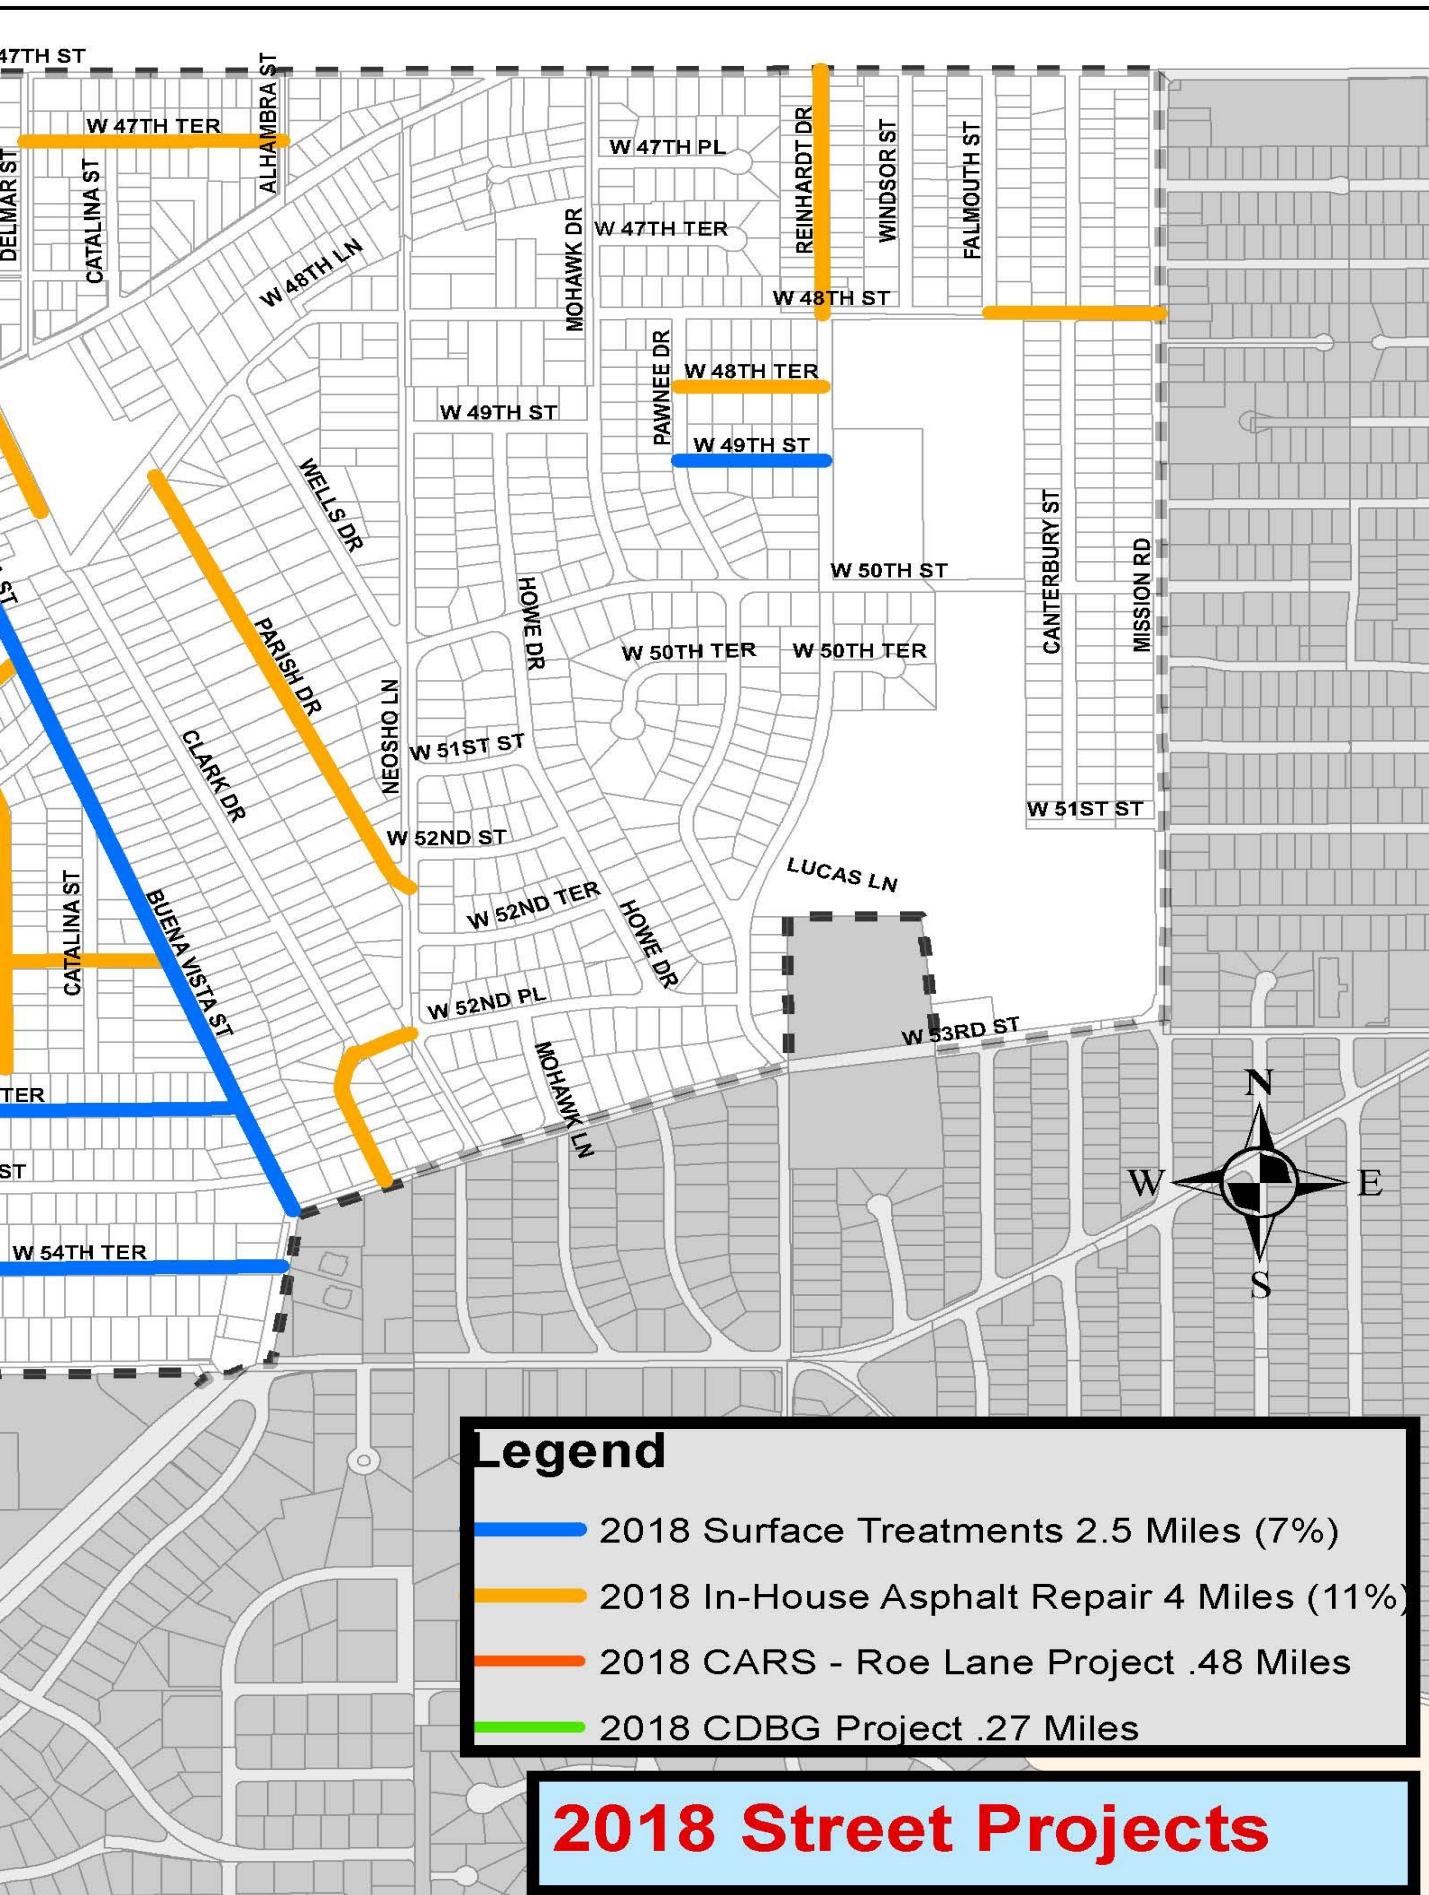 47TH ST
W 47TH TER
ALHAMBRA ST
DELMAR ST
CATALINA ST
W 48TH LN
MOHAWK DR
W 47TH PL
W 47TH TER
REINHARDT DR
WINDSOR ST
FALMOUTH ST
W 48TH ST
PAWNEE DR
W 48TH TER
W 49TH ST
W 49TH ST
WELLS DR
HOWE DR
W 50TH ST
CANTERBURY ST
MISSION RD
ST
PARISH DR
W 50TH TER
W 50TH TER
NEOSHO LN
W 51ST ST
CLARK DR
W 51ST ST
W 52ND ST
LUCAS LN
CATALINA ST
BUENA VISTA ST
W 52ND TER
HOWE DR
W 52ND PL
W 53RD ST
MOHAWK LN
TER
ST
W 54TH TER
N
W E
S
Legend
2018 Surface Treatments 2.5 Miles (7%)
2018 In-House Asphalt Repair 4 Miles (11%)
2018 CARS - Roe Lane Project .48 Miles
2018 CDBG Project .27 Miles
2018 Street Projects